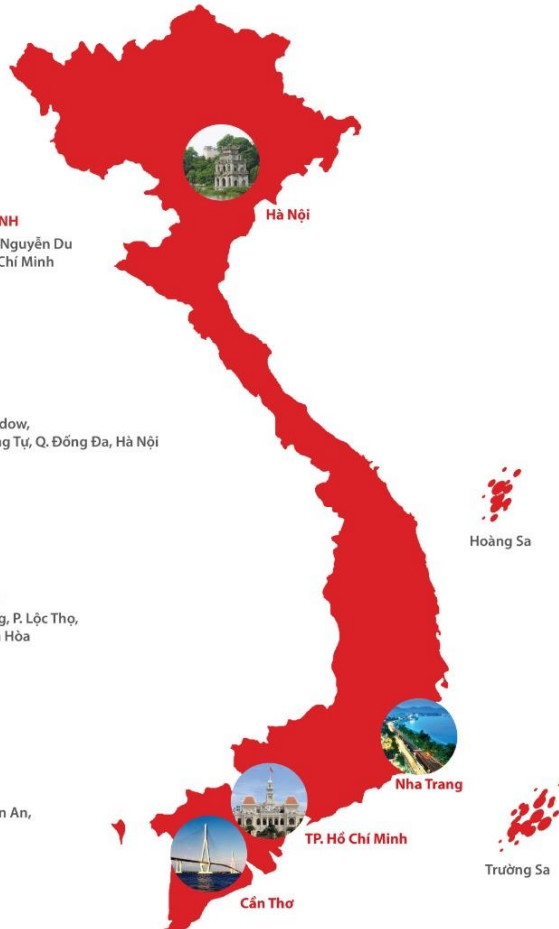 NH
Nguyễn Du
Chí Minh
dow,
ng Tự, Q. Đống Đa, Hà Nội
g, P. Lộc Thọ,
Hòa
n An,
Hà Nội
Hoàng Sa
Nha Trang
TP. Hồ Chí Minh
Trường Sa
Cần Thơ